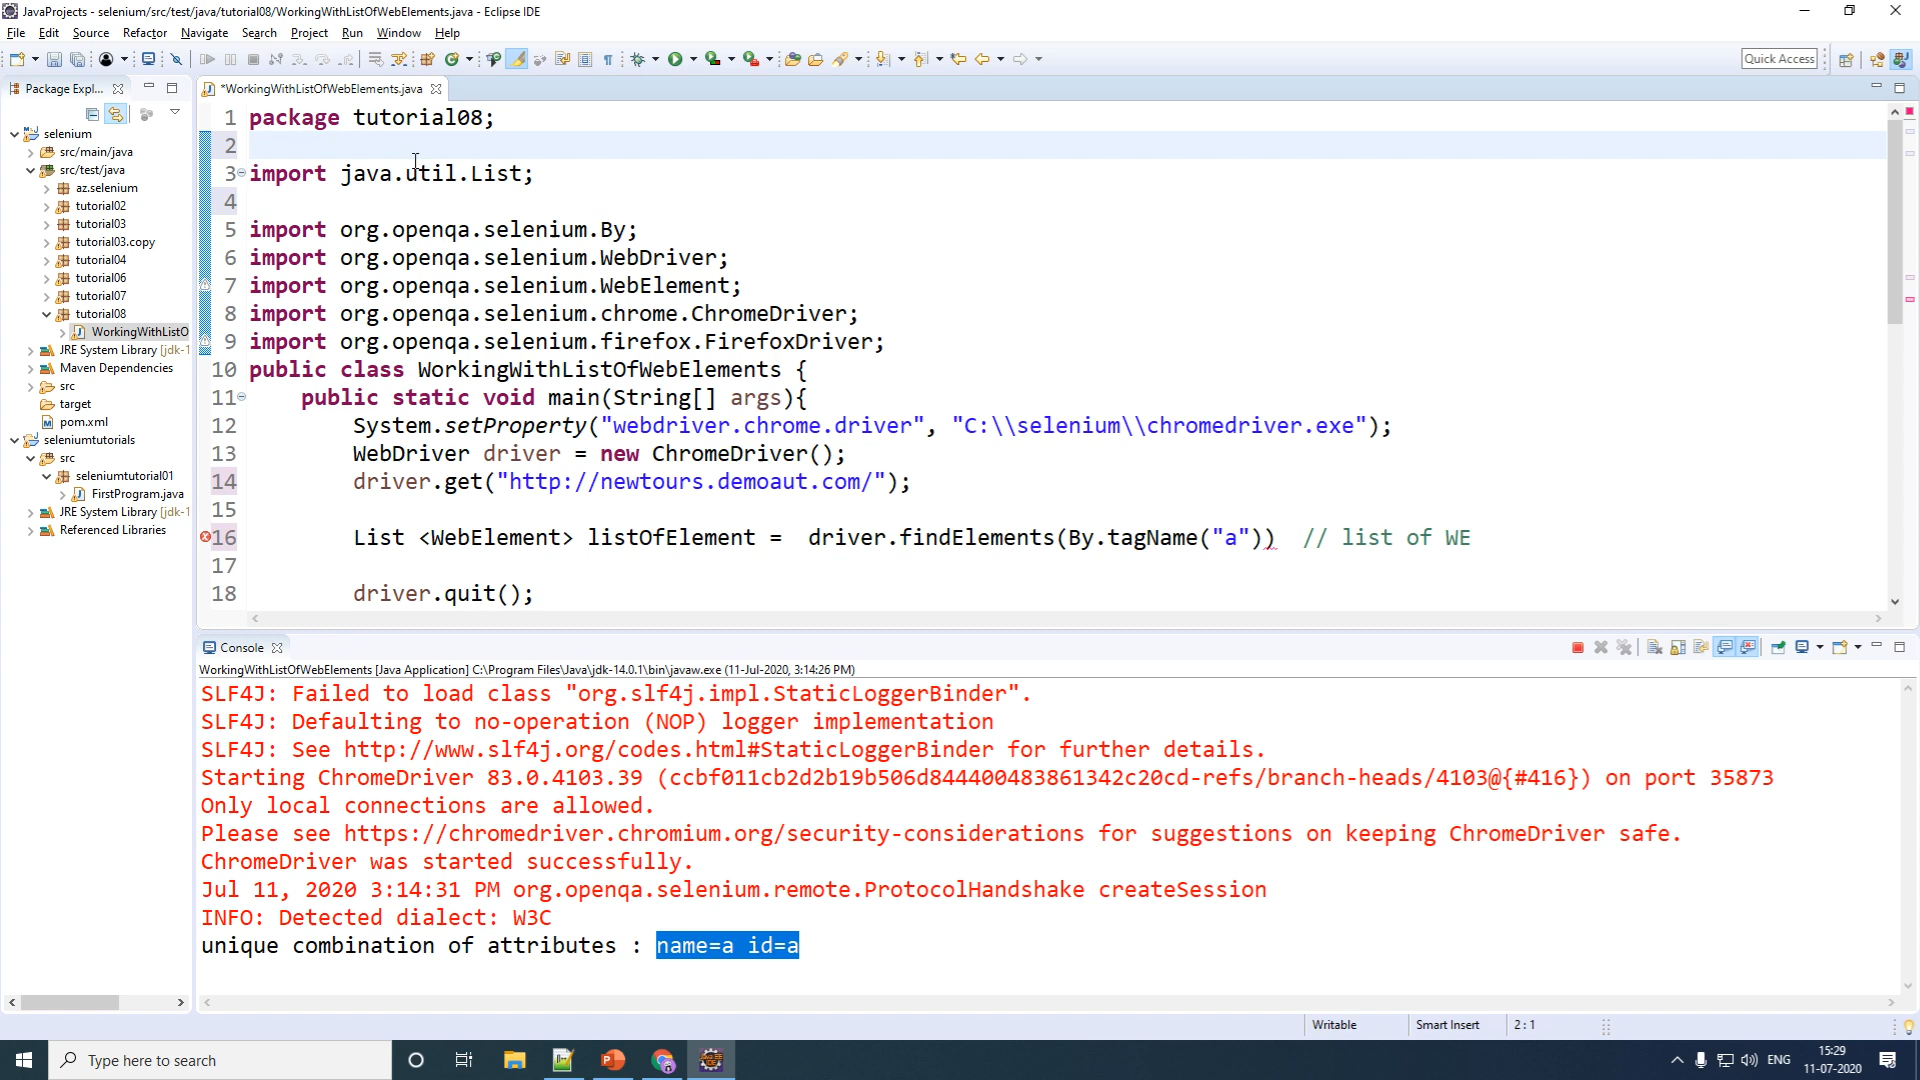 JavaProjects - selenium/src/test/java/tutorial08/WorkingWithListOfWebElements.java - Eclipse IDE
File Edit Source Refactor Navigate Search Project Run Window Help
Quick Access
Package Expl...
*WorkingWithListOfWebElements.java
selenium
src/main/java
src/test/java
az.selenium
tutorial02
tutorial03
tutorial03.copy
tutorial04
tutorial06
tutorial07
tutorial08
WorkingWithListO
JRE System Library [jdk-1
Maven Dependencies
src
target
pom.xml
seleniumtutorials
src
seleniumtutorial01
FirstProgram.java
JRE System Library [jdk-1
Referenced Libraries
1 package tutorial08;
2
3 import java.util.List;
4
5 import org.openqa.selenium.By;
6 import org.openqa.selenium.WebDriver;
7 import org.openqa.selenium.WebElement;
8 import org.openqa.selenium.chrome.ChromeDriver;
9 import org.openqa.selenium.firefox.FirefoxDriver;
10 public class WorkingWithListOfWebElements {
11 public static void main(String[] args){
12 System.setProperty("webdriver.chrome.driver", "C:\\selenium\\chromedriver.exe");
13 WebDriver driver = new ChromeDriver();
14 driver.get("http://newtours.demoaut.com/");
15
16 List <WebElement> listOfElement =  driver.findElements(By.tagName("a"))  // list of WE
17
18 driver.quit();
Console
WorkingWithListOfWebElements [Java Application] C:\Program Files\Java\jdk-14.0.1\bin\javaw.exe (11-Jul-2020, 3:14:26 PM)
SLF4J: Failed to load class "org.slf4j.impl.StaticLoggerBinder".
SLF4J: Defaulting to no-operation (NOP) logger implementation
SLF4J: See http://www.slf4j.org/codes.html#StaticLoggerBinder for further details.
Starting ChromeDriver 83.0.4103.39 (ccbf011cb2d2b19b506d844400483861342c20cd-refs/branch-heads/4103@{#416}) on port 35873
Only local connections are allowed.
Please see https://chromedriver.chromium.org/security-considerations for suggestions on keeping ChromeDriver safe.
ChromeDriver was started successfully.
Jul 11, 2020 3:14:31 PM org.openqa.selenium.remote.ProtocolHandshake createSession
INFO: Detected dialect: W3C
unique combination of attributes : name=a id=a
Writable Smart Insert 2 : 1
Type here to search
ENG
15:29
11-07-2020